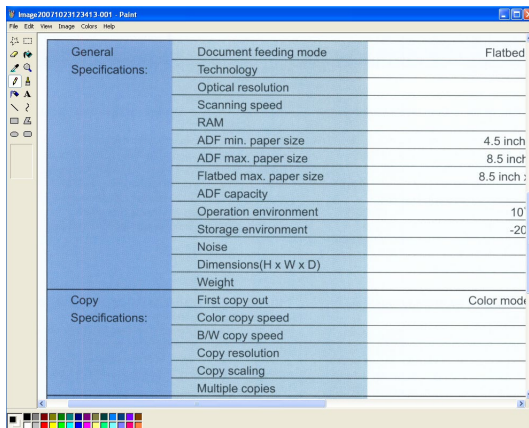 Image20071023123413-001 - Paint
File Edit View Image Colors Help
General Specifications:
Document feeding mode Flatbed
Technology
Optical resolution
Scanning speed
RAM
ADF min. paper size 4.5 inch
ADF max. paper size 8.5 inch
Flatbed max. paper size 8.5 inch
ADF capacity
Operation environment 10
Storage environment -20
Noise
Dimensions(H x W x D)
Weight
Copy Specifications:
First copy out Color mode
Color copy speed
B/W copy speed
Copy resolution
Copy scaling
Multiple copies